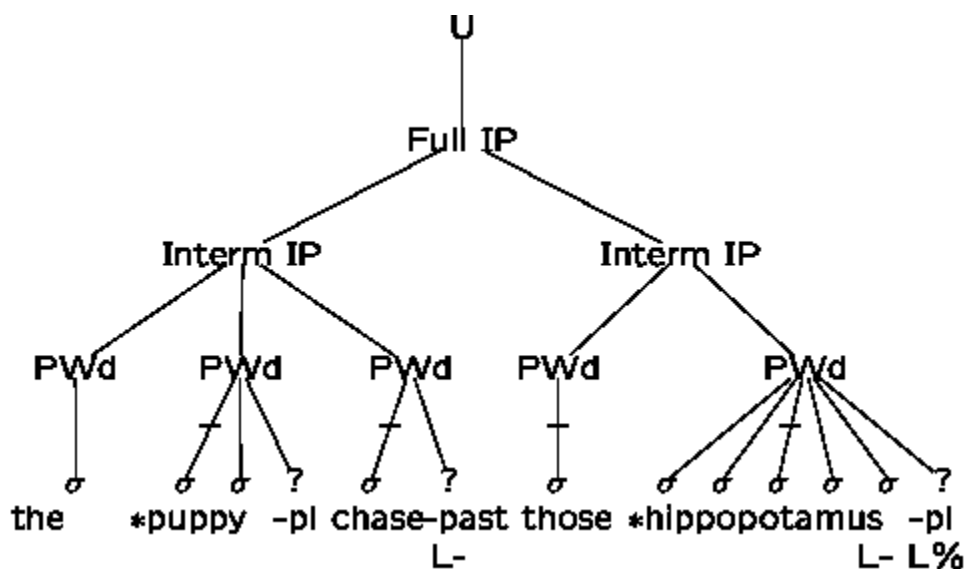 U
Full IP
Interm IP Interm IP
PWd PWd PWd PWd PWd
σ σ σ ? σ ? σ σ σ σ σ σ ?
the *puppy -pl chase-past those *hippopotamus -pl
L- L- L%